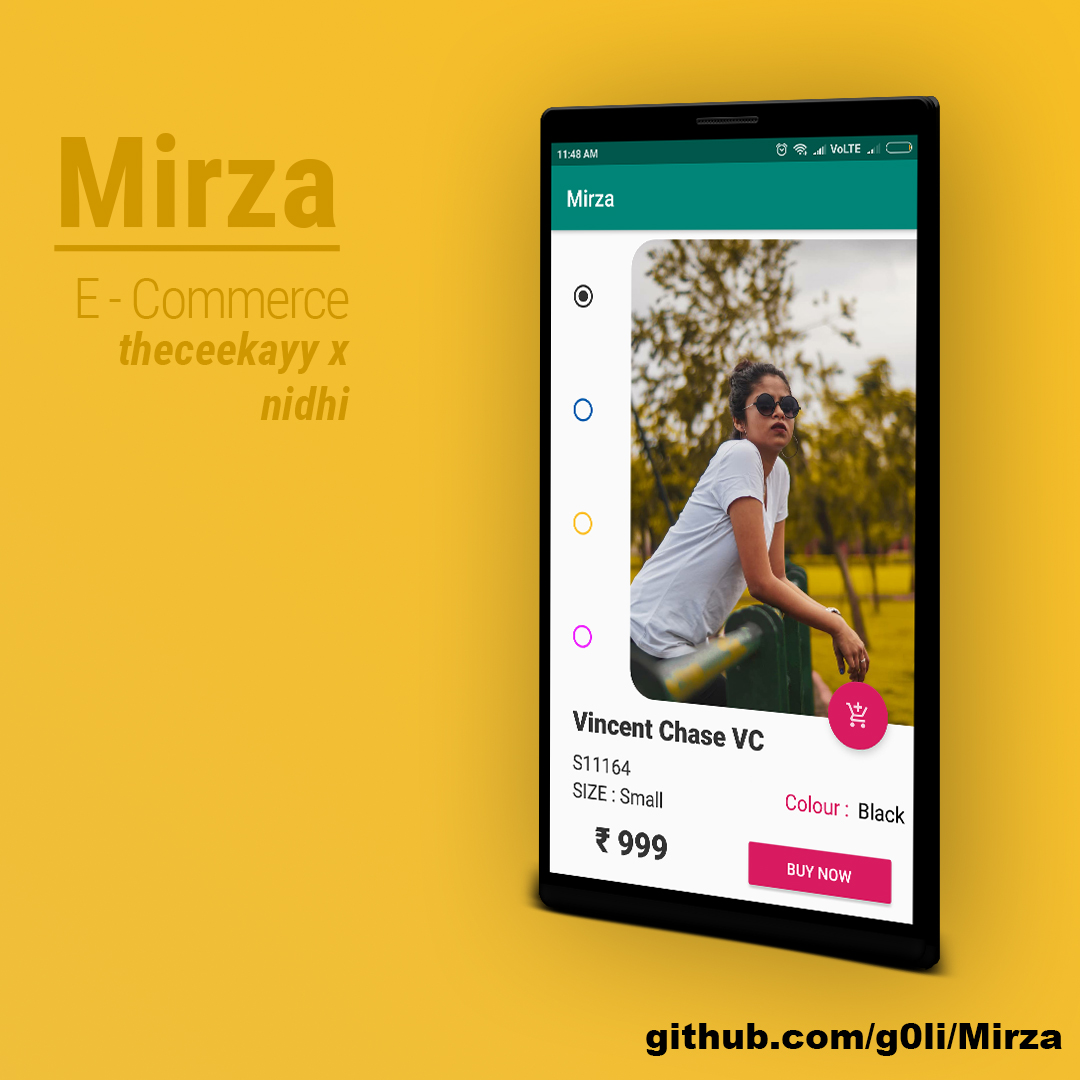 Mirza
E - Commerce
theceekayy x
nidhi
11:48 AM
VoLTE
Mirza
Vincent Chase VC
S11164
SIZE : Small
Colour : Black
₹ 999
BUY NOW
github.com/g0li/Mirza